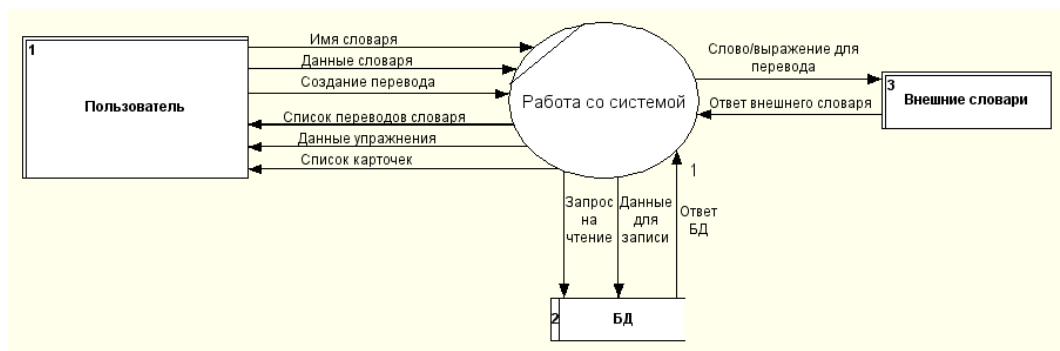 1
Пользователь
Имя словаря
Данные словаря
Создание перевода
Список переводов словаря
Данные упражнения
Список карточек
Работа со системой
Слово/выражение для
перевода
Ответ внешнего словаря
3
Внешние словари
Запрос
на
чтение
Данные
для
записи
Ответ
БД
1
2
БД